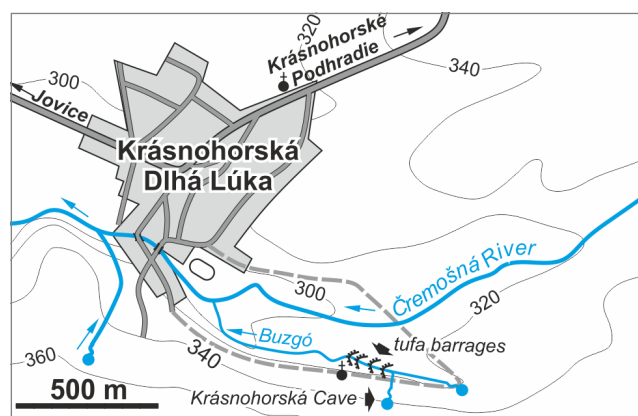 320
Krásnohorské
Podhradie
340
300
Jovice
Krásnohorská
Dlhá Lúka
Čremošná River
300
320
Buzgó
tufa barrages
340
360
500 m
Krásnohorská Cave